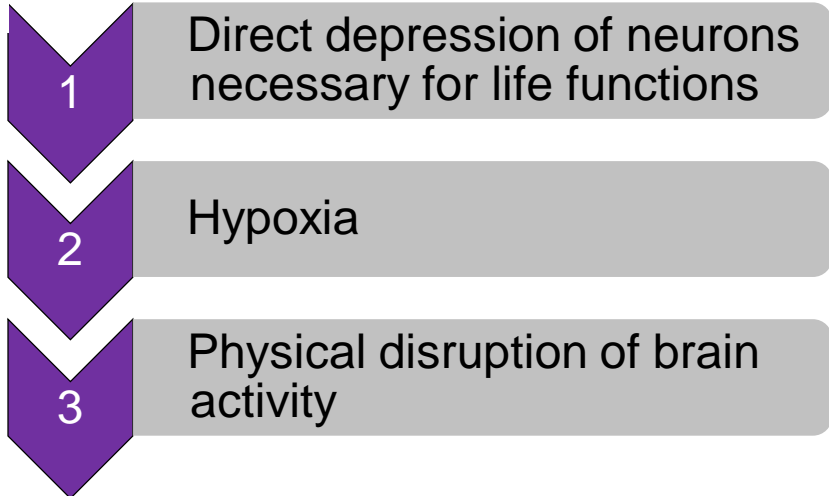 1
Direct depression of neurons
necessary for life functions
2
Hypoxia
3
Physical disruption of brain
activity